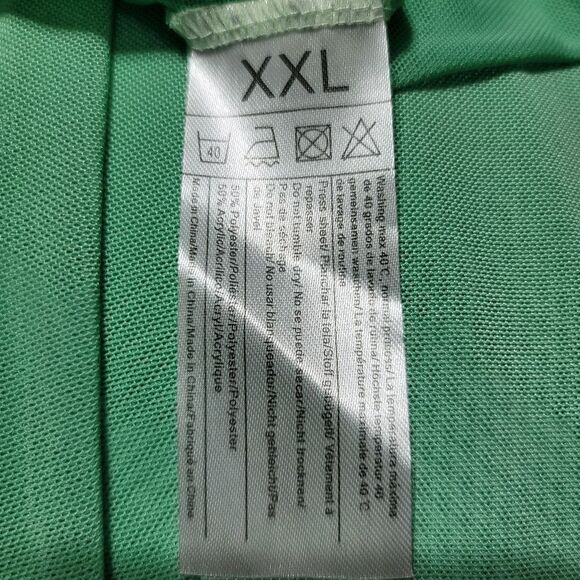 XXL
40
Washing max 40°C, normal process/ La temperatura máxima
de 40 grados de lavado de rutina/ Höchste temperatur 40
gemeinsamen waschen/ La température maximale de 40 °C
de lavage de routine
Press sheet/ Planchar la tela/Stoff gebügelt/ Vêtement à
repasser
Do not tumble dry/ No se puede secar/Nicht trocknen/
Pas de séchage
Do not bleach/ No usar blanqueador/Nicht gebleicht/Pas
de Javel
50% Polyester/Poliester/Polyester/Polyester
50% Acrylic/Acrílico/Acryl/Acrylique
Made in China/Made in China/Made in China/Fabriqué en Chine